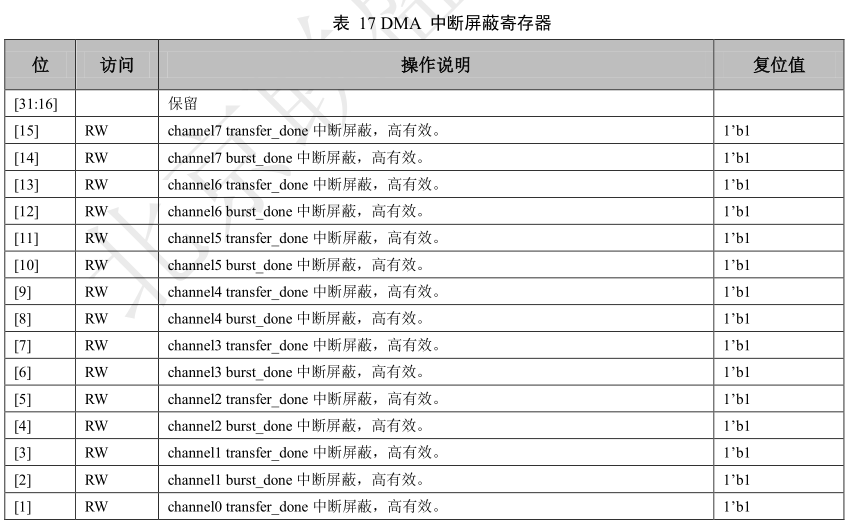 表 17 DMA 中断屏蔽寄存器
位 访问 操作说明 复位值
[31:16] 保留
[15] RW channel7 transfer_done 中断屏蔽，高有效。 1’b1
[14] RW channel7 burst_done 中断屏蔽，高有效。 1’b1
[13] RW channel6 transfer_done 中断屏蔽，高有效。 1’b1
[12] RW channel6 burst_done 中断屏蔽，高有效。 1’b1
[11] RW channel5 transfer_done 中断屏蔽，高有效。 1’b1
[10] RW channel5 burst_done 中断屏蔽，高有效。 1’b1
[9] RW channel4 transfer_done 中断屏蔽，高有效。 1’b1
[8] RW channel4 burst_done 中断屏蔽，高有效。 1’b1
[7] RW channel3 transfer_done 中断屏蔽，高有效。 1’b1
[6] RW channel3 burst_done 中断屏蔽，高有效。 1’b1
[5] RW channel2 transfer_done 中断屏蔽，高有效。 1’b1
[4] RW channel2 burst_done 中断屏蔽，高有效。 1’b1
[3] RW channel1 transfer_done 中断屏蔽，高有效。 1’b1
[2] RW channel1 burst_done 中断屏蔽，高有效。 1’b1
[1] RW channel0 transfer_done 中断屏蔽，高有效。 1’b1
北京联